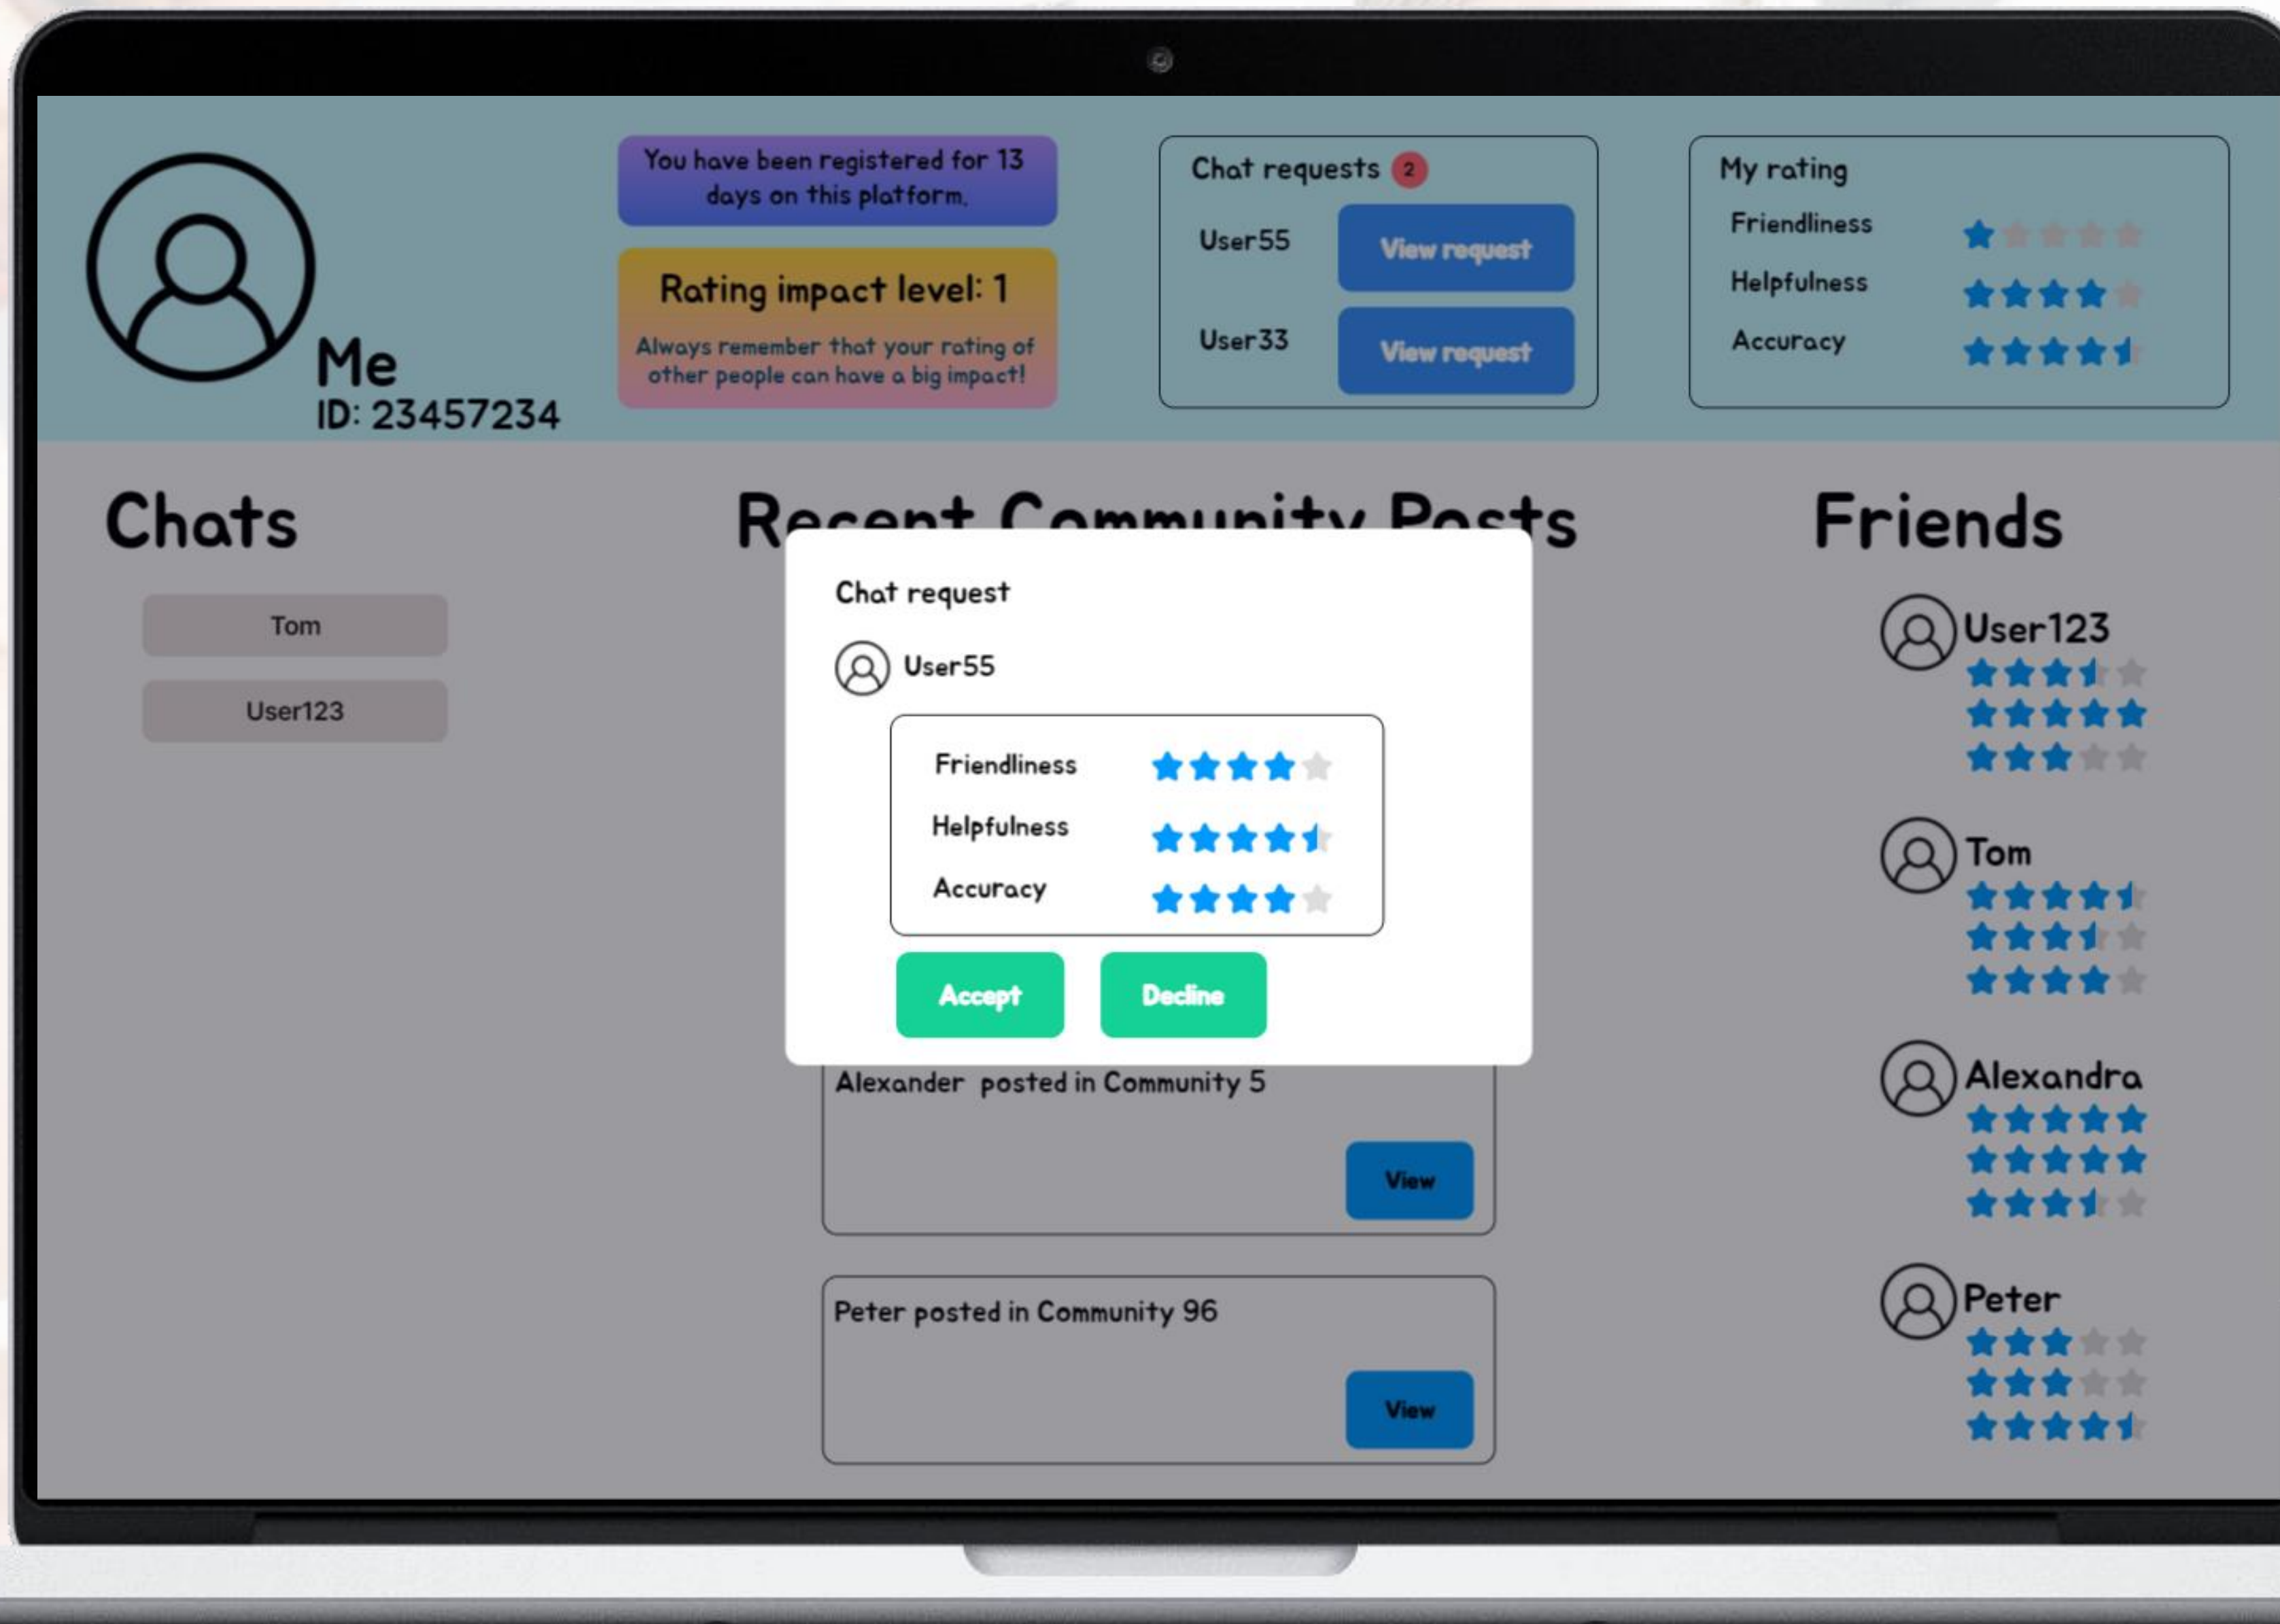 You have been registered for 13
days on this platform.
Rating impact level: 1
Always remember that your rating of
other people can have a big impact!
Me
ID: 23457234
Chat requests 2
User55
View request
User33
View request
My rating
Friendliness
Helpfulness
Accuracy
Chats
Tom
User123
Recent Community Posts
Chat request
User55
Friendliness
Helpfulness
Accuracy
Accept
Decline
Alexander posted in Community 5
View
Peter posted in Community 96
View
Friends
User123
Tom
Alexandra
Peter